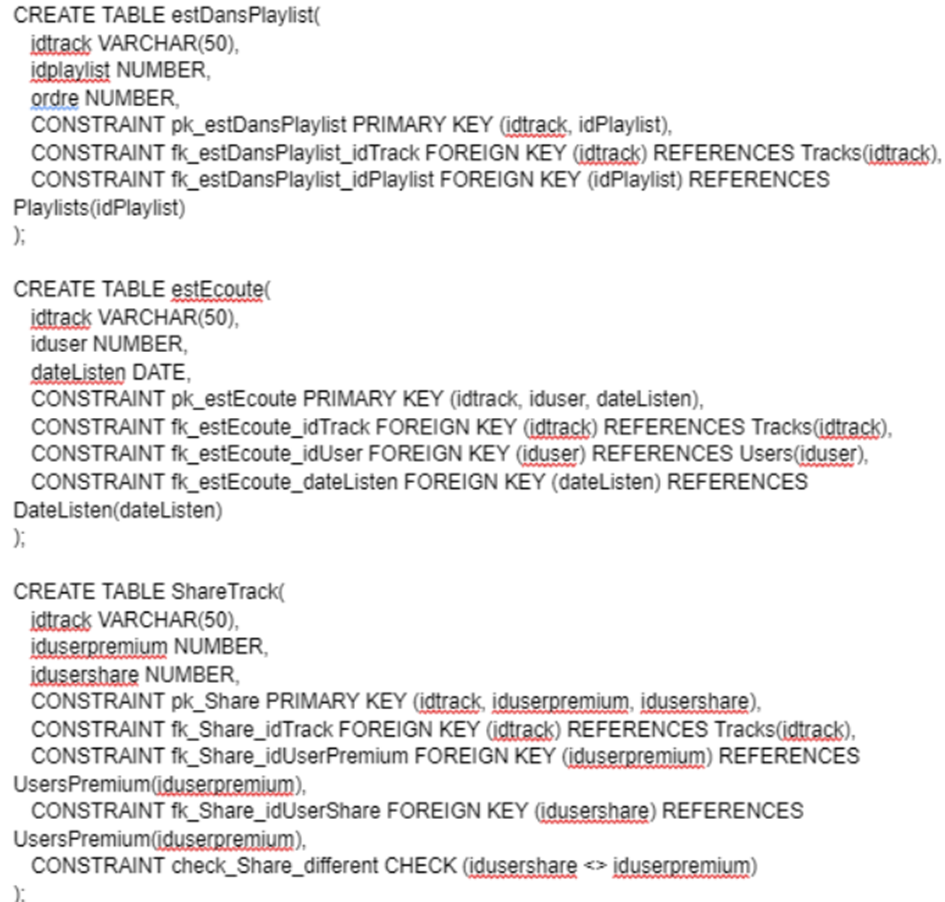 CREATE TABLE estDansPlaylist(
idtrack VARCHAR(50),
idplaylist NUMBER,
ordre NUMBER,
CONSTRAINT pk_estDansPlaylist PRIMARY KEY (idtrack, idPlaylist),
CONSTRAINT fk_estDansPlaylist_idTrack FOREIGN KEY (idtrack) REFERENCES Tracks(idtrack),
CONSTRAINT fk_estDansPlaylist_idPlaylist FOREIGN KEY (idPlaylist) REFERENCES
Playlists(idPlaylist)
);
CREATE TABLE estEcoute(
idtrack VARCHAR(50),
iduser NUMBER,
dateListen DATE,
CONSTRAINT pk_estEcoute PRIMARY KEY (idtrack, iduser, dateListen),
CONSTRAINT fk_estEcoute_idTrack FOREIGN KEY (idtrack) REFERENCES Tracks(idtrack),
CONSTRAINT fk_estEcoute_idUser FOREIGN KEY (iduser) REFERENCES Users(iduser),
CONSTRAINT fk_estEcoute_dateListen FOREIGN KEY (dateListen) REFERENCES
DateListen(dateListen)
);
CREATE TABLE ShareTrack(
idtrack VARCHAR(50),
iduserpremium NUMBER,
idusershare NUMBER,
CONSTRAINT pk_Share PRIMARY KEY (idtrack, iduserpremium, idusershare),
CONSTRAINT fk_Share_idTrack FOREIGN KEY (idtrack) REFERENCES Tracks(idtrack),
CONSTRAINT fk_Share_idUserPremium FOREIGN KEY (iduserpremium) REFERENCES
UsersPremium(iduserpremium),
CONSTRAINT fk_Share_idUserShare FOREIGN KEY (idusershare) REFERENCES
UsersPremium(iduserpremium),
CONSTRAINT check_Share_different CHECK (idusershare <> iduserpremium)
);